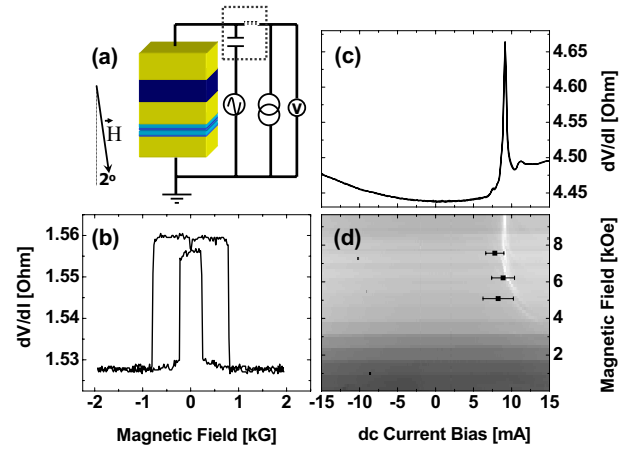 (a)
H
2°
V
(c)
4.65
4.60
4.55
4.50
4.45
dV/dI [Ohm]
(b)
1.56
1.55
1.54
1.53
dV/dI [Ohm]
-2 -1 0 1 2
Magnetic Field [kG]
(d)
8
6
4
2
Magnetic Field [kOe]
-15 -10 -5 0 5 10 15
dc Current Bias [mA]